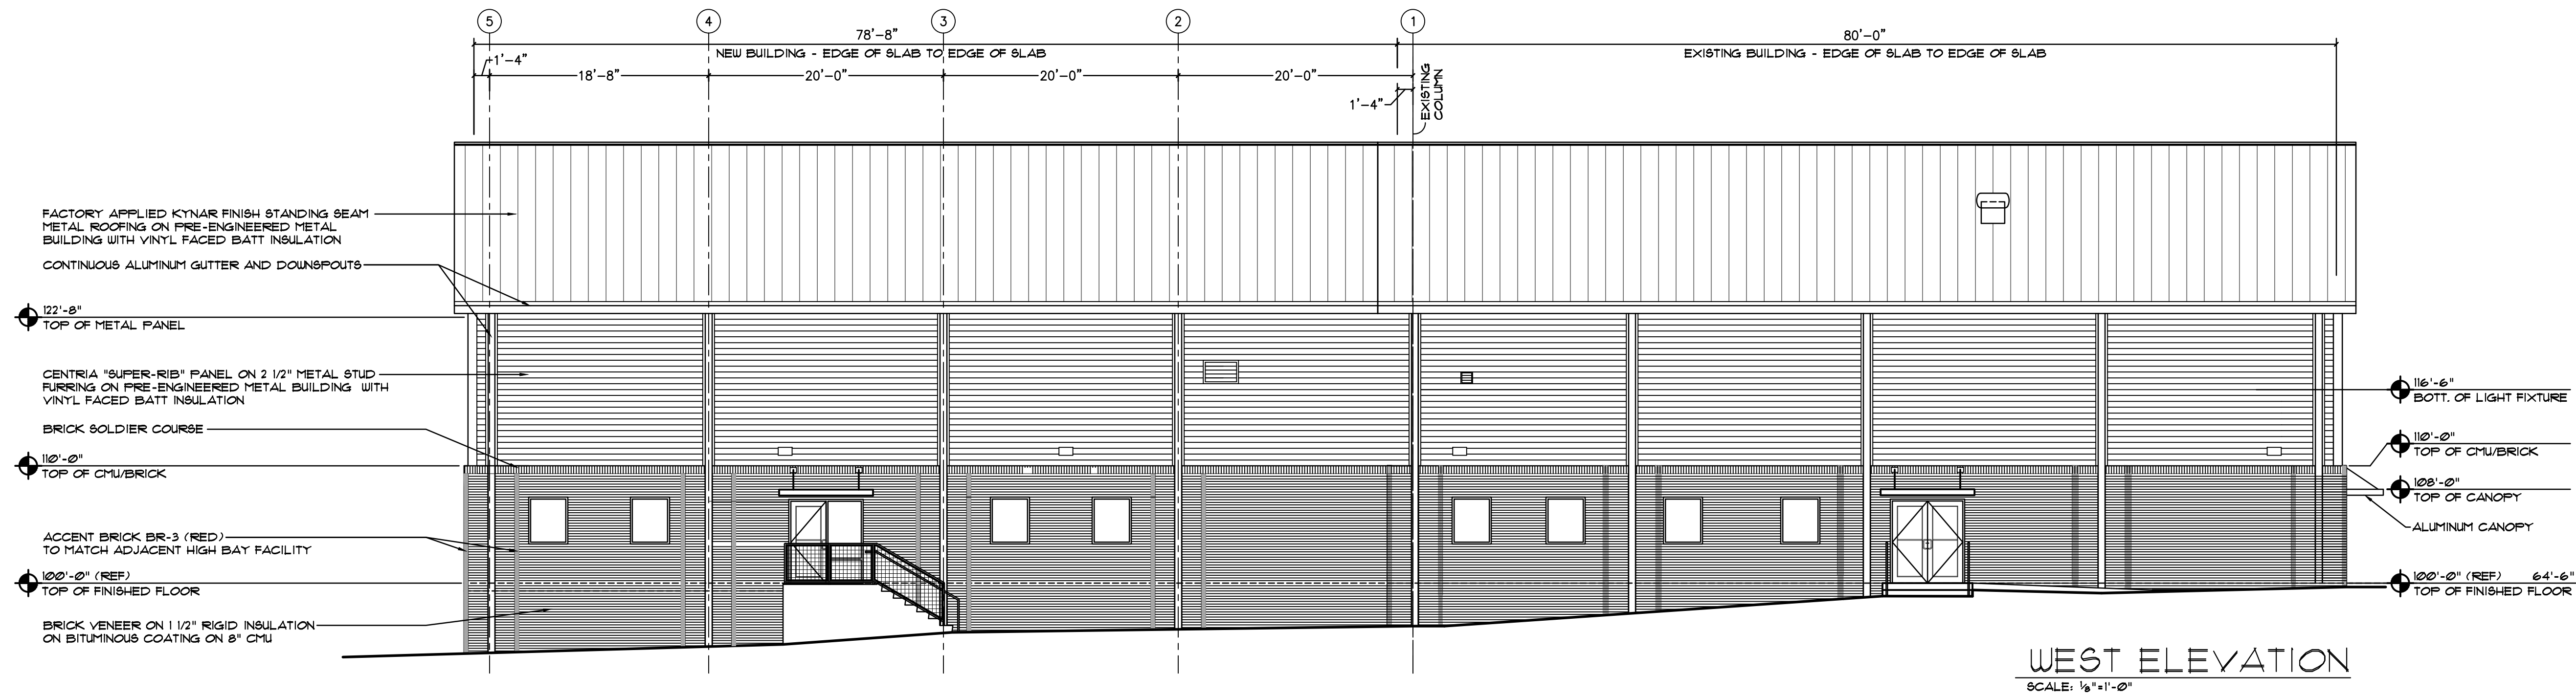 5
4
3
2
1
78'-8"
NEW BUILDING - EDGE OF SLAB TO EDGE OF SLAB
80'-0"
EXISTING BUILDING - EDGE OF SLAB TO EDGE OF SLAB
1'-4"
18'-8"
20'-0"
20'-0"
20'-0"
1'-4"
EXISTING
COLUMN
FACTORY APPLIED KYNAR FINISH STANDING SEAM
METAL ROOFING ON PRE-ENGINEERED METAL
BUILDING WITH VINYL FACED BATT INSULATION
CONTINUOUS ALUMINUM GUTTER AND DOWNSPOUTS
122'-8"
TOP OF METAL PANEL
CENTRIA "SUPER-RIB" PANEL ON 2 1/2" METAL STUD
FURRING ON PRE-ENGINEERED METAL BUILDING WITH
VINYL FACED BATT INSULATION
BRICK SOLDIER COURSE
110'-0"
TOP OF CMU/BRICK
ACCENT BRICK BR-3 (RED)
TO MATCH ADJACENT HIGH BAY FACILITY
100'-0" (REF)
TOP OF FINISHED FLOOR
BRICK VENEER ON 1 1/2" RIGID INSULATION
ON BITUMINOUS COATING ON 8" CMU
116'-6"
BOTT. OF LIGHT FIXTURE
110'-0"
TOP OF CMU/BRICK
108'-0"
TOP OF CANOPY
ALUMINUM CANOPY
100'-0" (REF) 64'-6"
TOP OF FINISHED FLOOR
WEST ELEVATION
SCALE: 1/8"=1'-0"